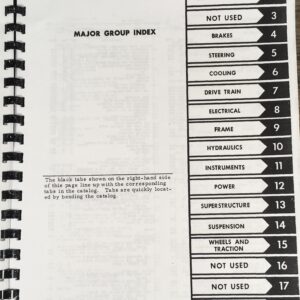 MAJOR GROUP INDEX
The black tabs shown on the right-hand side
of this page line up with the corresponding
tabs in the catalog. Tabs are quickly locat-
ed by bending the catalog.
NOT USED 3
BRAKES 4
STEERING 5
COOLING 6
DRIVE TRAIN 7
ELECTRICAL 8
FRAME 9
HYDRAULICS 10
INSTRUMENTS 11
POWER 12
SUPERSTRUCTURE 13
SUSPENSION 14
WHEELS AND
TRACTION 15
NOT USED 16
NOT USED 17